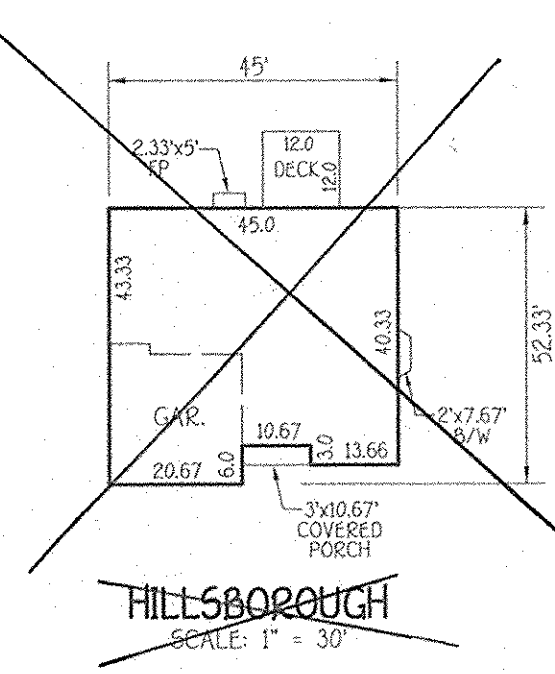 45'
2.33'x5'
FP
12.0
DECK
12.0
45.0
43.33
40.33
52.33'
GAR.
2'x7.67'
B/W
10.67
3.0
13.66
20.67
6.0
3'x10.67'
COVERED
PORCH
HILLSBOROUGH
SCALE: 1" = 30'